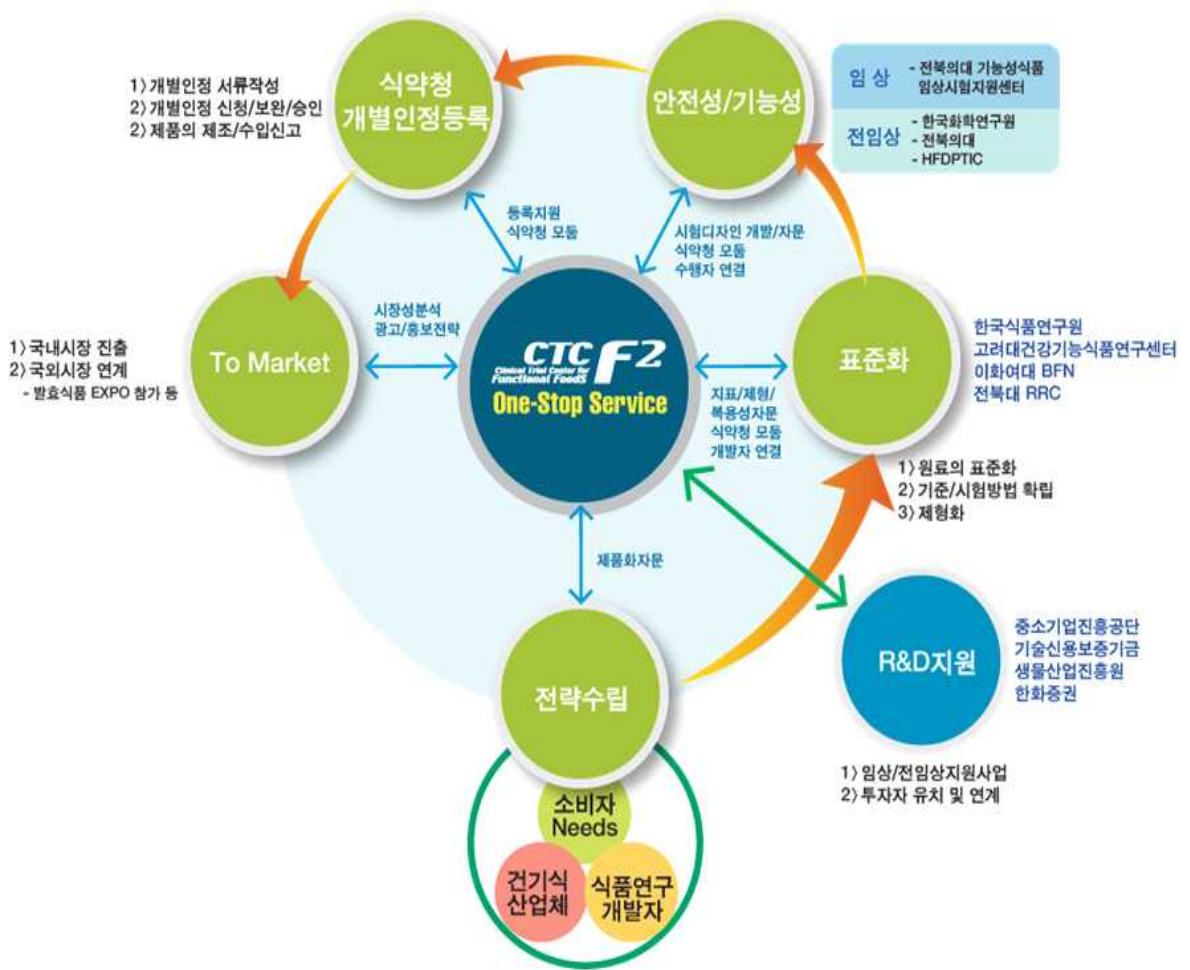 식약청
개별인정등록
1) 개별인정 서류작성
2) 개별인정 신청/보완/승인
2) 제품의 제조/수입신고
안전성/기능성
임 상
- 전북의대 기능성식품
임상시험지원센터
전임상
- 한국화학연구원
- 전북의대
- HFDPTIC
등록지원
식약청 모둠
시험디자인 개발/자문
식약청 모둠
수행자 연결
To Market
1) 국내시장 진출
2) 국외시장 연계
- 발효식품 EXPO 참가 등
시장성분석
광고/홍보전략
CTC F2
Clinical Trial Center for
Functional FoodS
One-Stop Service
지표/제형/
복용성자문
식약청 모둠
개발자 연결
표준화
한국식품연구원
고려대건강기능식품연구센터
이화여대 BFN
전북대 RRC
1) 원료의 표준화
2) 기준/시험방법 확립
3) 제형화
제품화자문
전략수립
R&D지원
중소기업진흥공단
기술신용보증기금
생물산업진흥원
한화증권
1) 임상/전임상지원사업
2) 투자자 유치 및 연계
소비자
Needs
건기식
산업체
식품연구
개발자